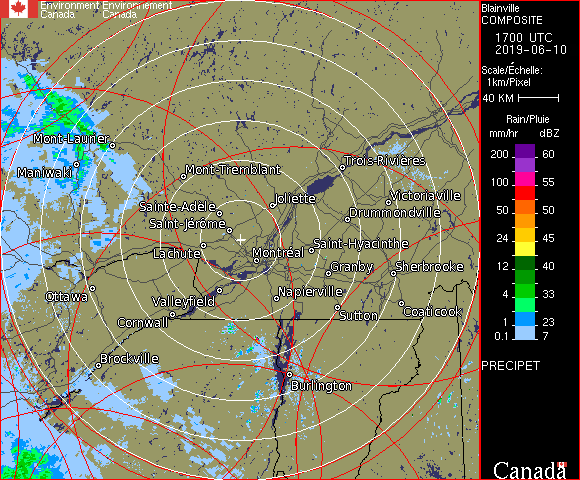 Environment Environnement
Canada Canada
Blainville
COMPOSITE
1700 UTC
2019-06-10
Scale/Échelle:
1km/Pixel
40 KM
Rain/Pluie
mm/hr dBZ
200 60
100 55
50 50
24 45
12 40
4 33
1 23
0.1 7
PRECIPET
Canada
Mont-Laurier
Maniwaki
Mont-Tremblant
Trois-Rivières
Sainte-Adèle
Joliette
Victoriaville
Saint-Jérôme
Drummondville
Lachute
Montréal
Saint-Hyacinthe
Granby
Sherbrooke
Ottawa
Valleyfield
Napierville
Cornwall
Sutton
Coaticook
Brockville
Burlington